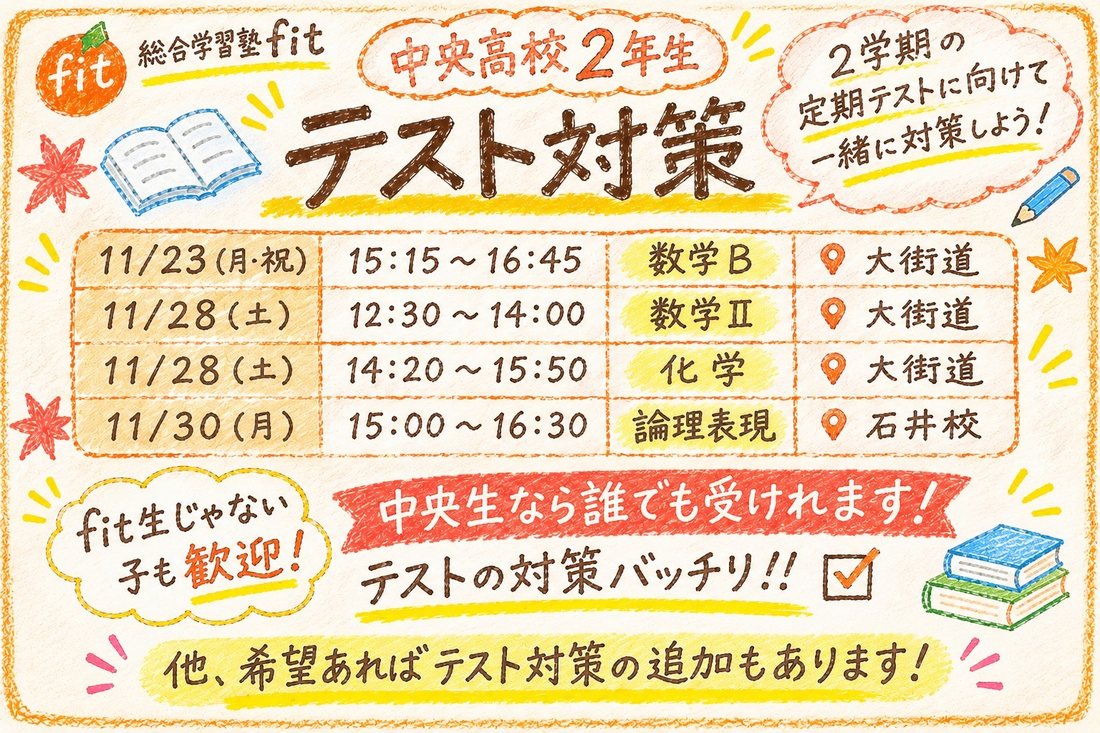 fit
総合学習塾fit
中央高校2年生
テスト対策
2学期の
定期テストに向けて
一緒に対策しよう!
11/23(月・祝) 15:15～16:45 数学B 大街道
11/28(土) 12:30～14:00 数学Ⅱ 大街道
11/28(土) 14:20～15:50 化学 大街道
11/30(月) 15:00～16:30 論理表現 石井校
fit生じゃない
子も歓迎!
中央生なら誰でも受けれます!
テストの対策バッチリ!!
他、希望あればテスト対策の追加もあります!